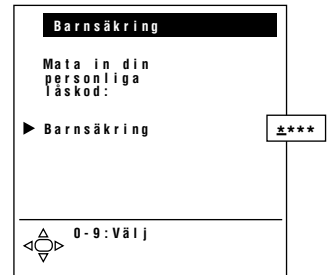 Barnsäkring
Mata in din
personliga
låskod:
▶ Barnsäkring ****
0-9:Välj